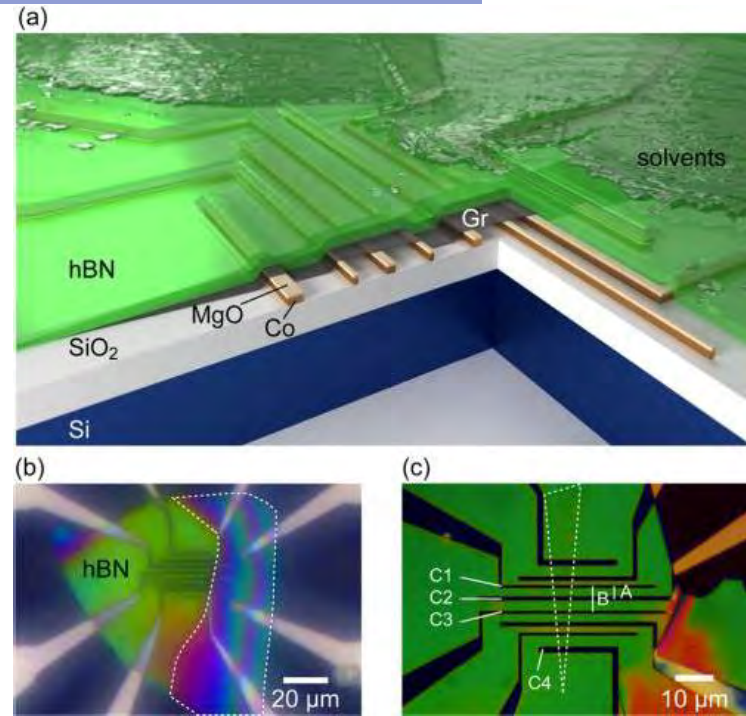 (a)
solvents
Gr
hBN
MgO
Co
SiO₂
Si
(b)
hBN
20 µm
(c)
C1
C2
B A
C3
C4
10 µm